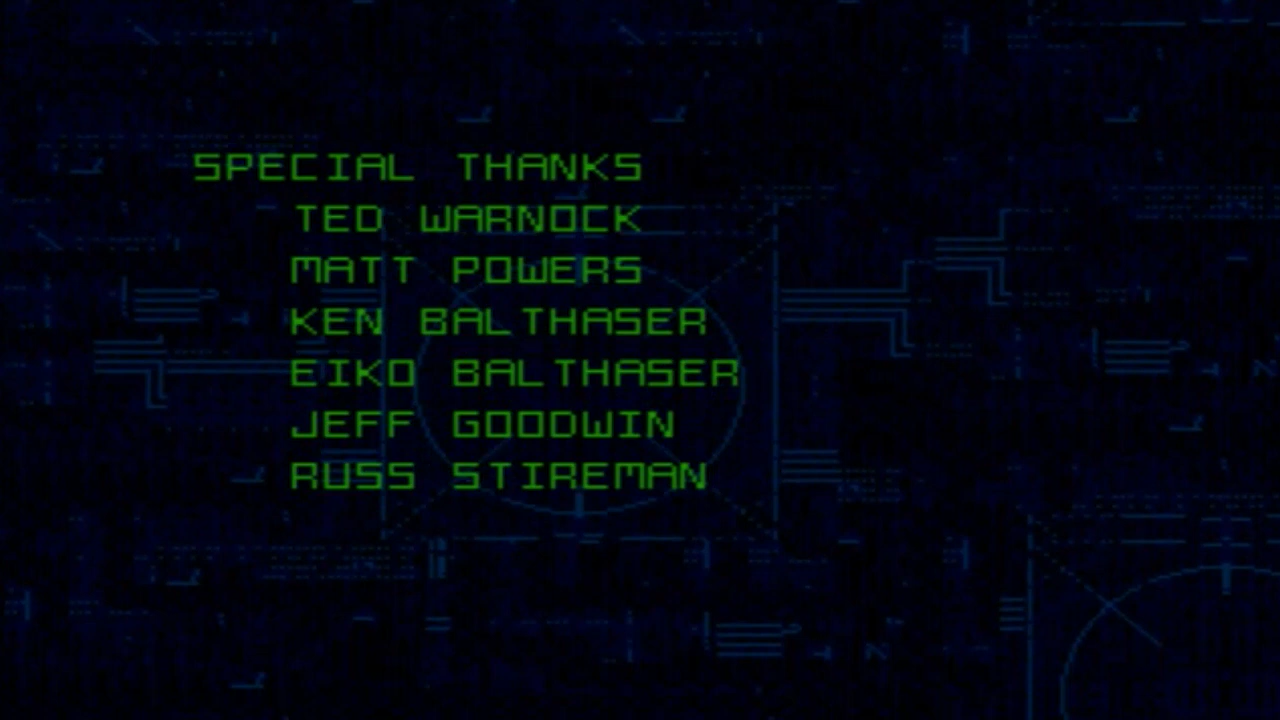 SPECIAL THANKS
TED WARNOCK
MATT POWERS
KEN BALTHASER
EIKO BALTHASER
JEFF GOODWIN
RUSS STIREMAN